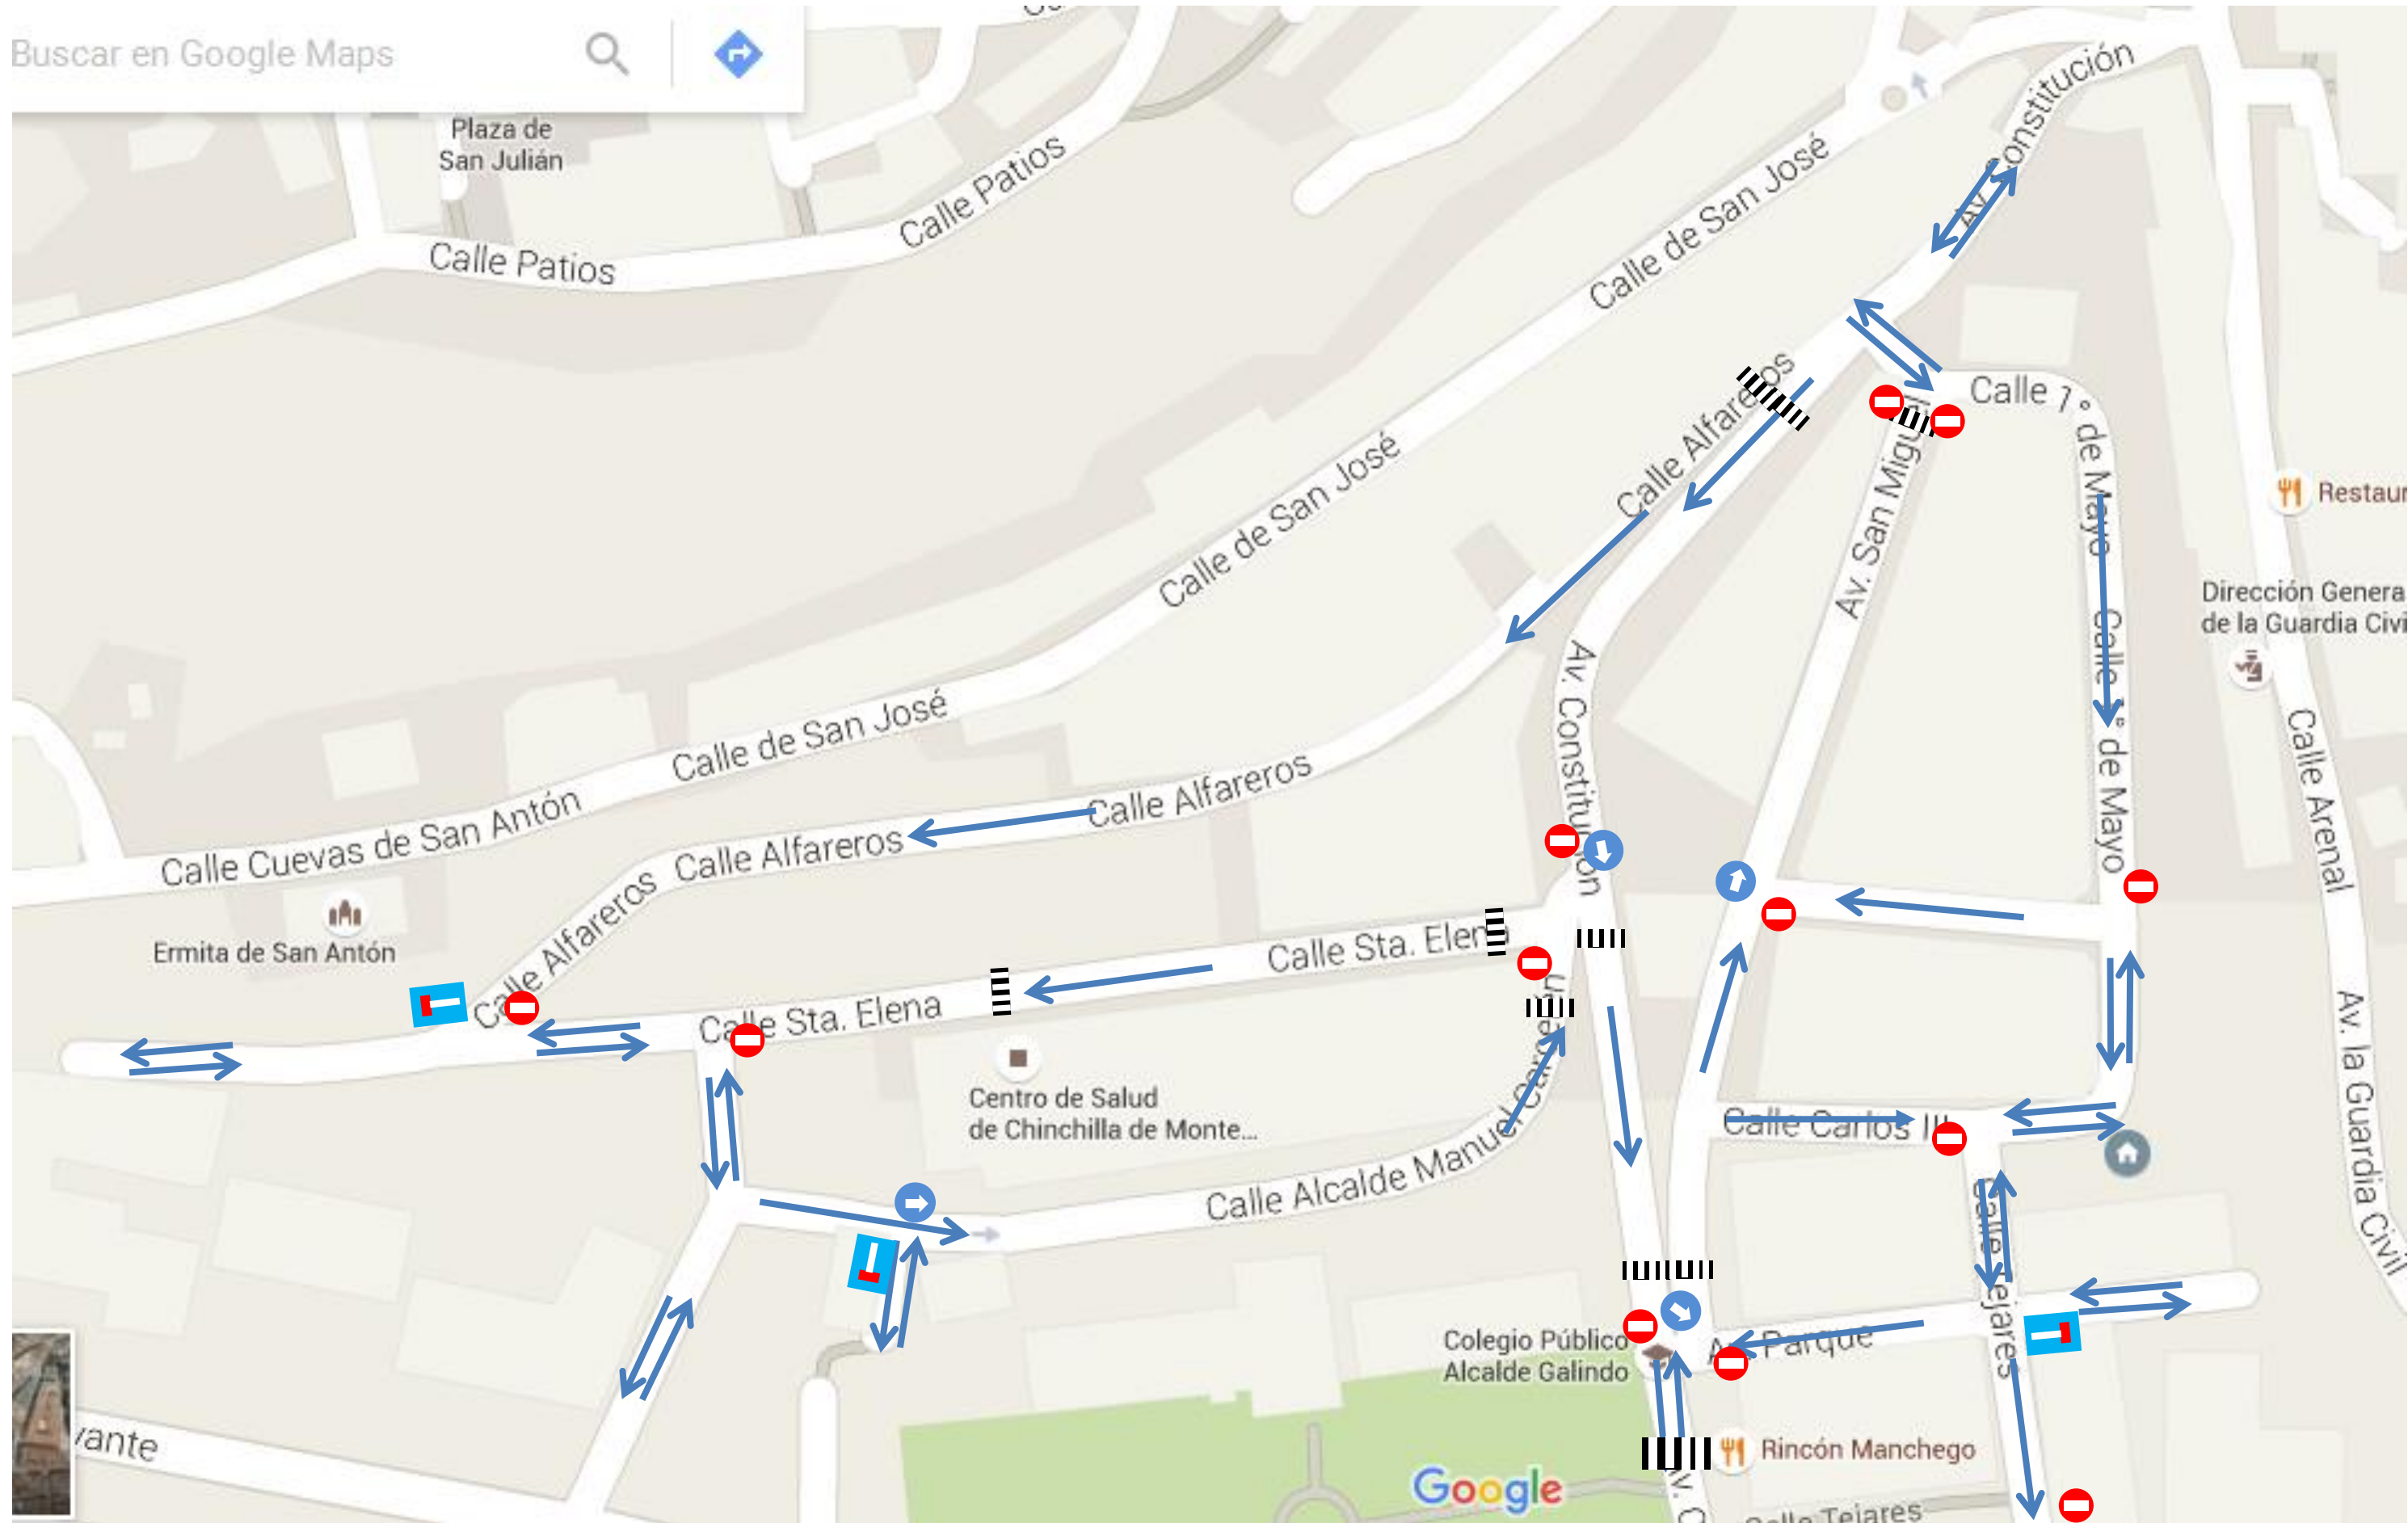 Buscar en Google Maps
Plaza de
San Julián
Calle Patios
Calle Patios
Calle de San José
Av. Constitución
Calle Alfareros
Calle 1° de Mayo
Av. San Miguel
Calle de San José
Restaur
Dirección Genera
de la Guardia Civi
Calle 1° de Mayo
Av. Constitución
Calle de San José
Calle Arenal
Calle Alfareros
Calle Alfareros
Calle Cuevas de San Antón
Calle Alfareros
Ermita de San Antón
Calle Sta. Elena
Calle Sta. Elena
Av. la Guardia Civil
Centro de Salud
de Chinchilla de Monte...
Calle Alcalde Manuel
Calle Carlos III
Calle Tejares
Colegio Público
Alcalde Galindo
Parque
Rincón Manchego
vante
Google
Av. C
Calle Tejares